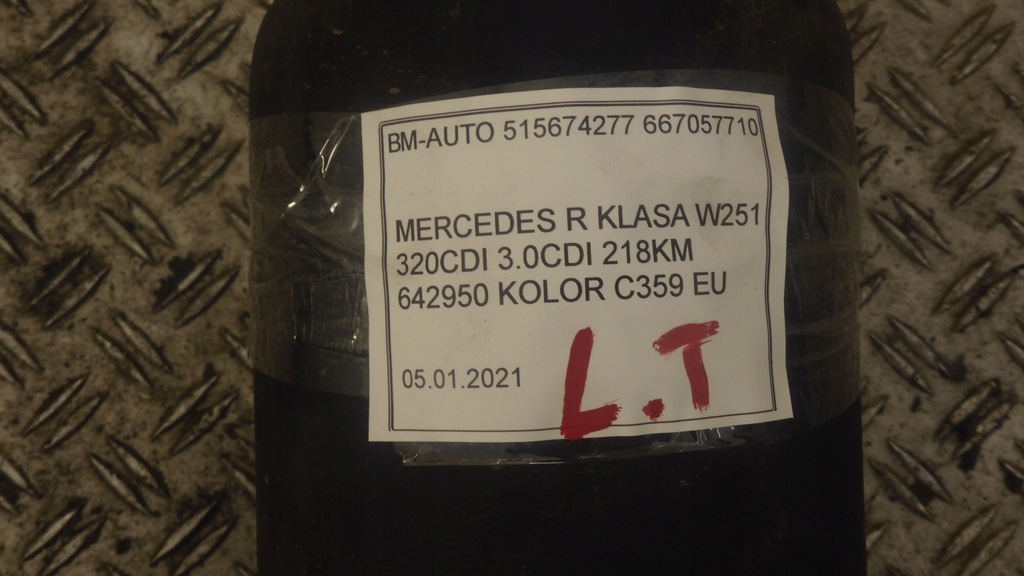 BM-AUTO 515674277 667057710
MERCEDES R KLASA W251
320CDI 3.0CDI 218KM
642950 KOLOR C359 EU
05.01.2021
L.T